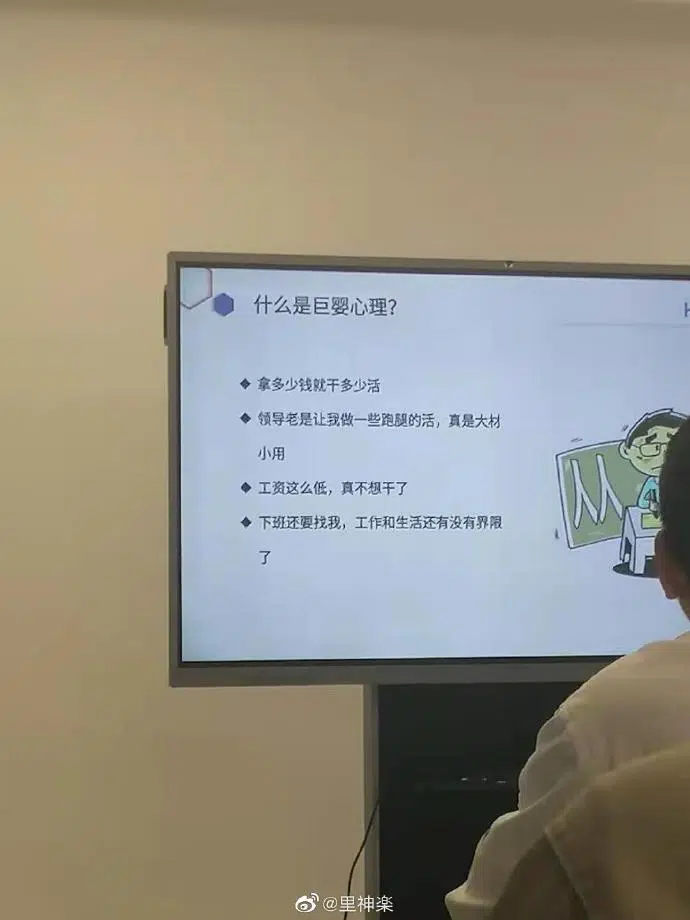 什么是巨婴心理?
◆ 拿多少钱就干多少活
◆ 领导老是让我做一些跑腿的活，真是大材
小用
◆ 工资这么低，真不想干了
◆ 下班还要找我，工作和生活还有没有界限
了
从
@里神楽